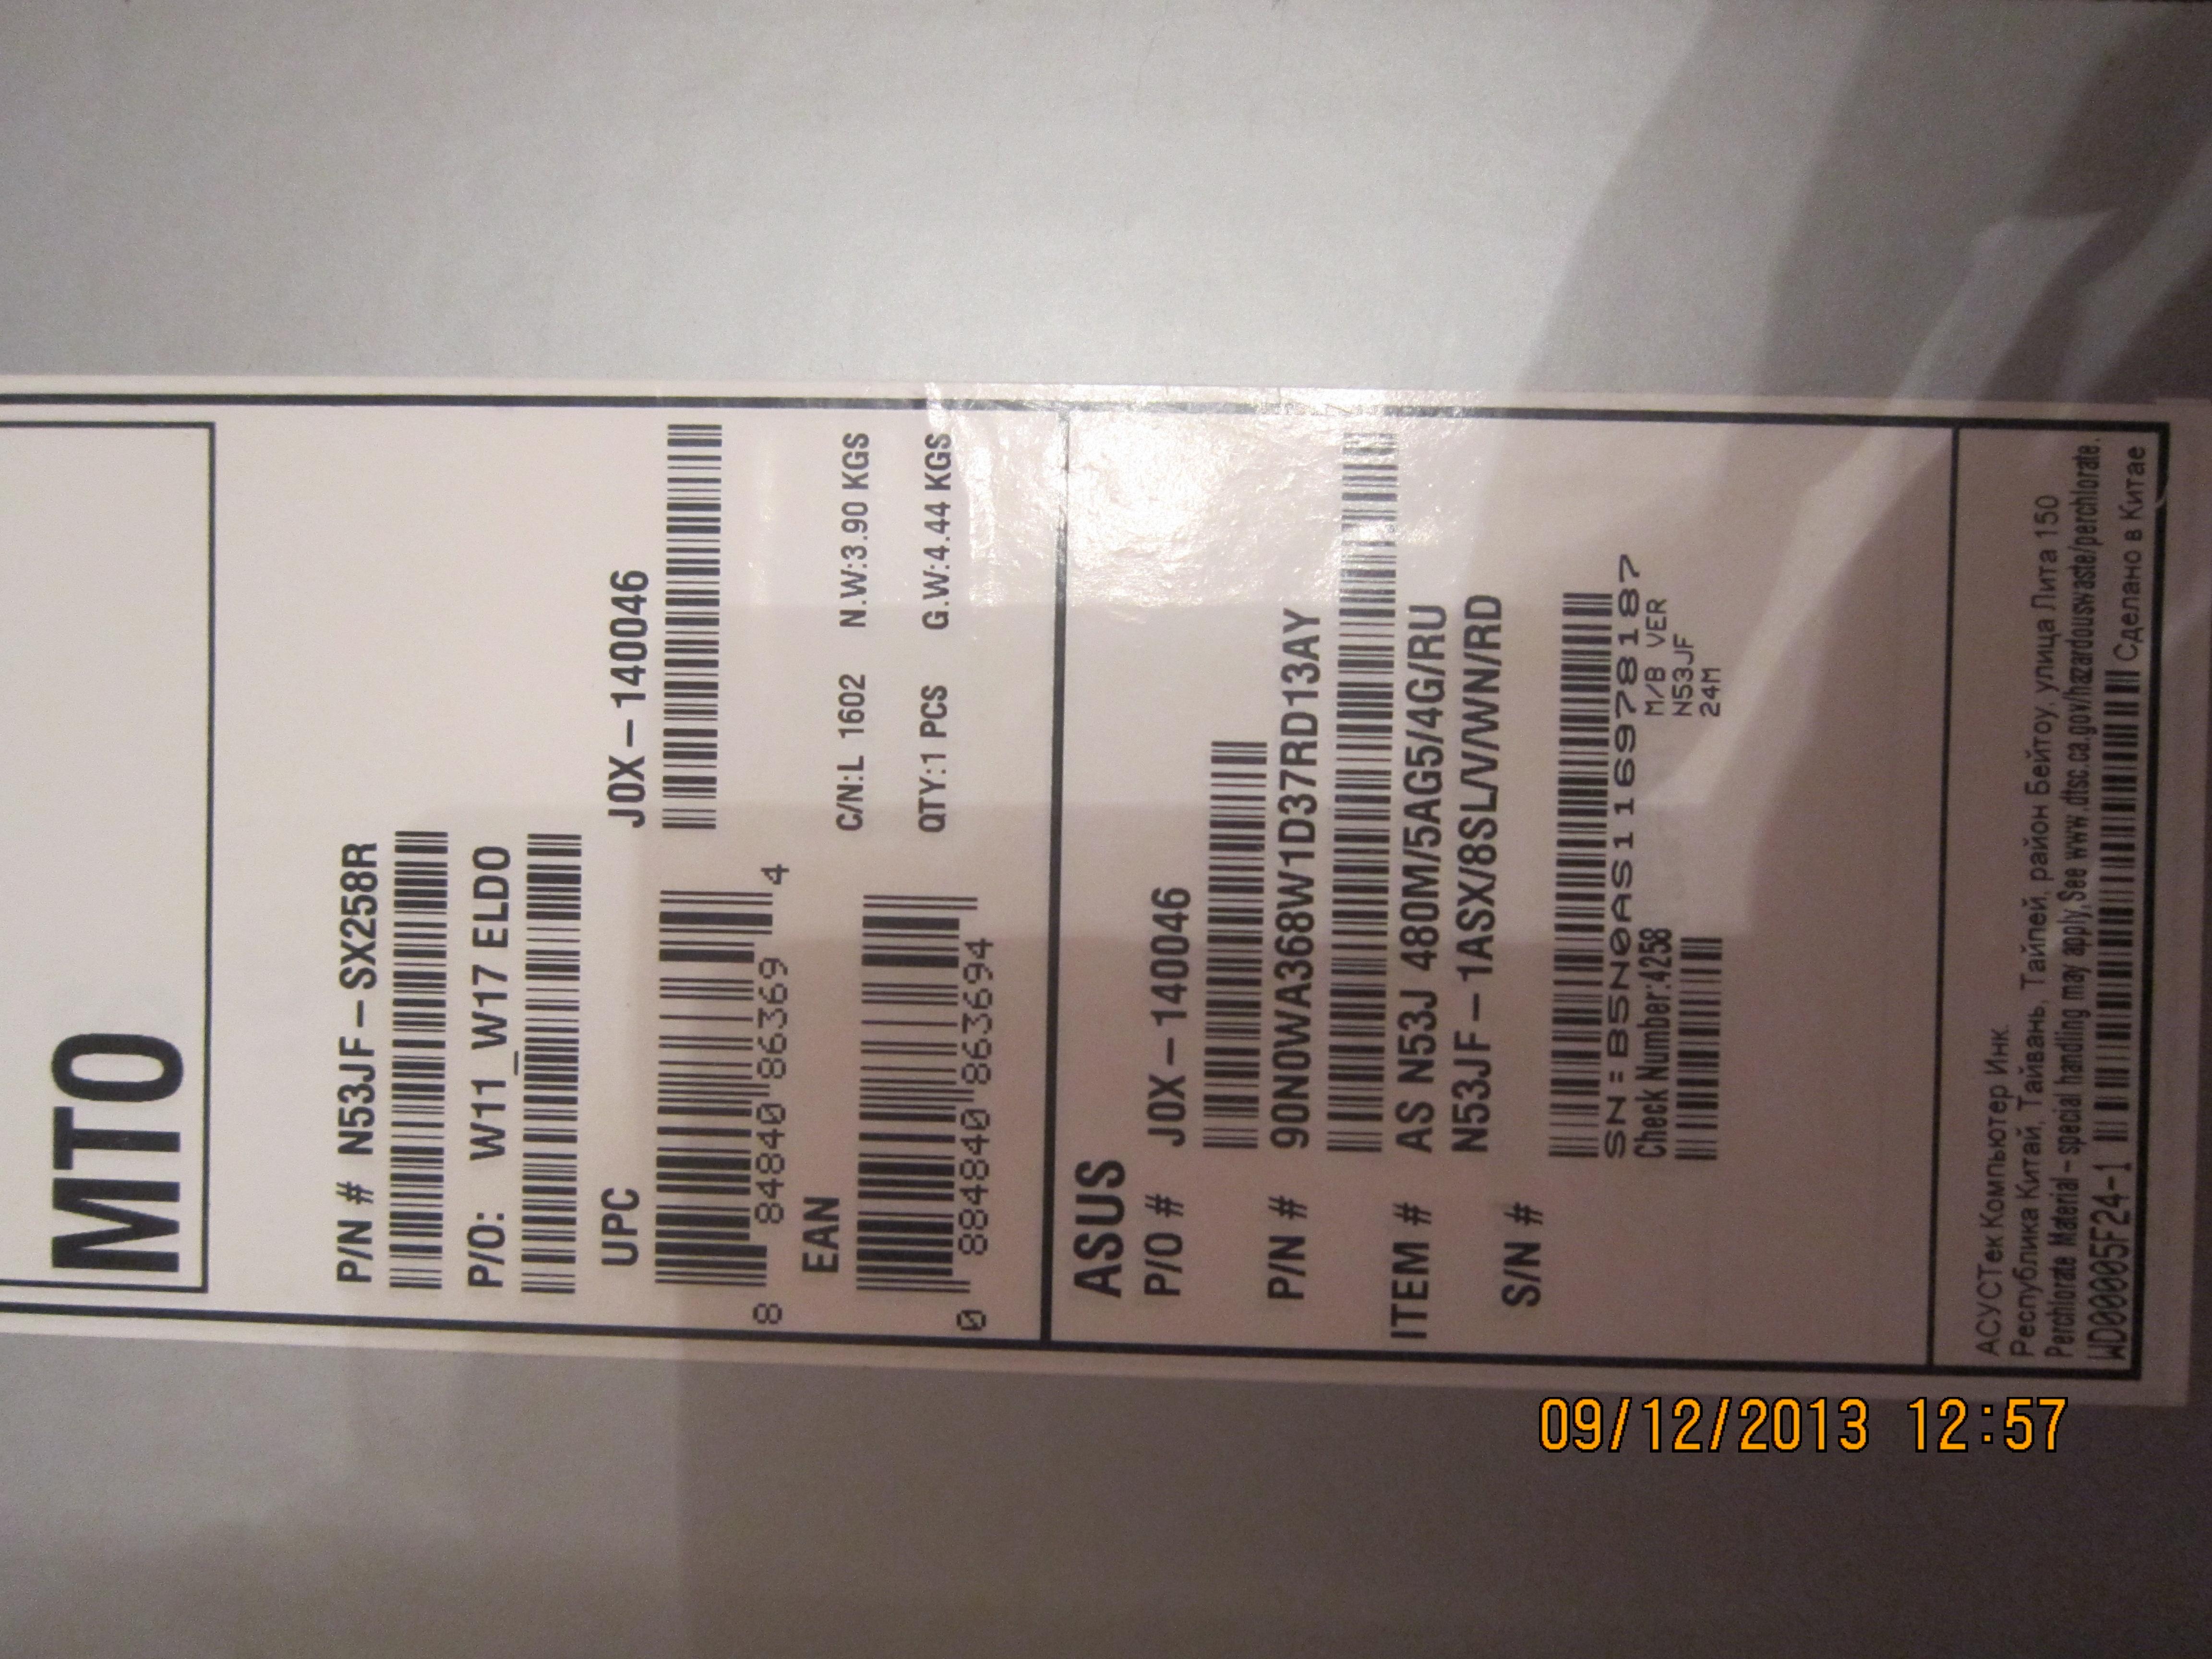 MTO
P/N # N53JF-SX258R
P/O: W11_W17 ELDO
UPC J0X-140046
8 84840 86369 4
C/N:L 1602 N.W:3.90 KGS
EAN
QTY:1 PCS G.W:4.44 KGS
0 884840 863694
ASUS
P/O # J0X-140046
P/N # 90N0WA368W1D37RD13AY
ITEM # AS N53J 480M/5AG5/4G/RU
N53JF-1ASX/8SL/V/WN/RD
S/N #
SN:B5N0AS116978187
Check Number:4258 M/B VER
N53JF
24M
АСУСТек Компьютер Инк.
Республика Китай, Тайвань, Тайпей, район Бейтоу, улица Лита 150
Perchlorate Material-special handling may apply,See www.dtsc.ca.gov/hazardouswaste/perchlorate.
WD00005F24-1 Сделано в Китае
09/12/2013 12:57